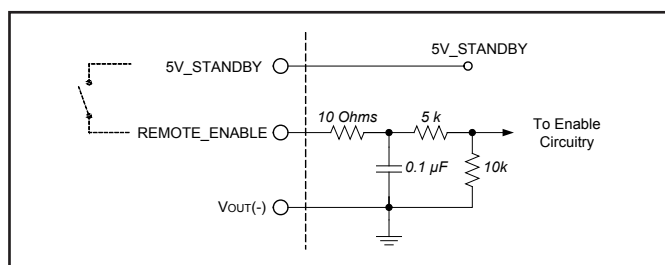 5V_STANDBY
5V_STANDBY
REMOTE_ENABLE
10 Ohms
5 k
To Enable
Circuitry
0.1 µF
10k
VOUT(-)